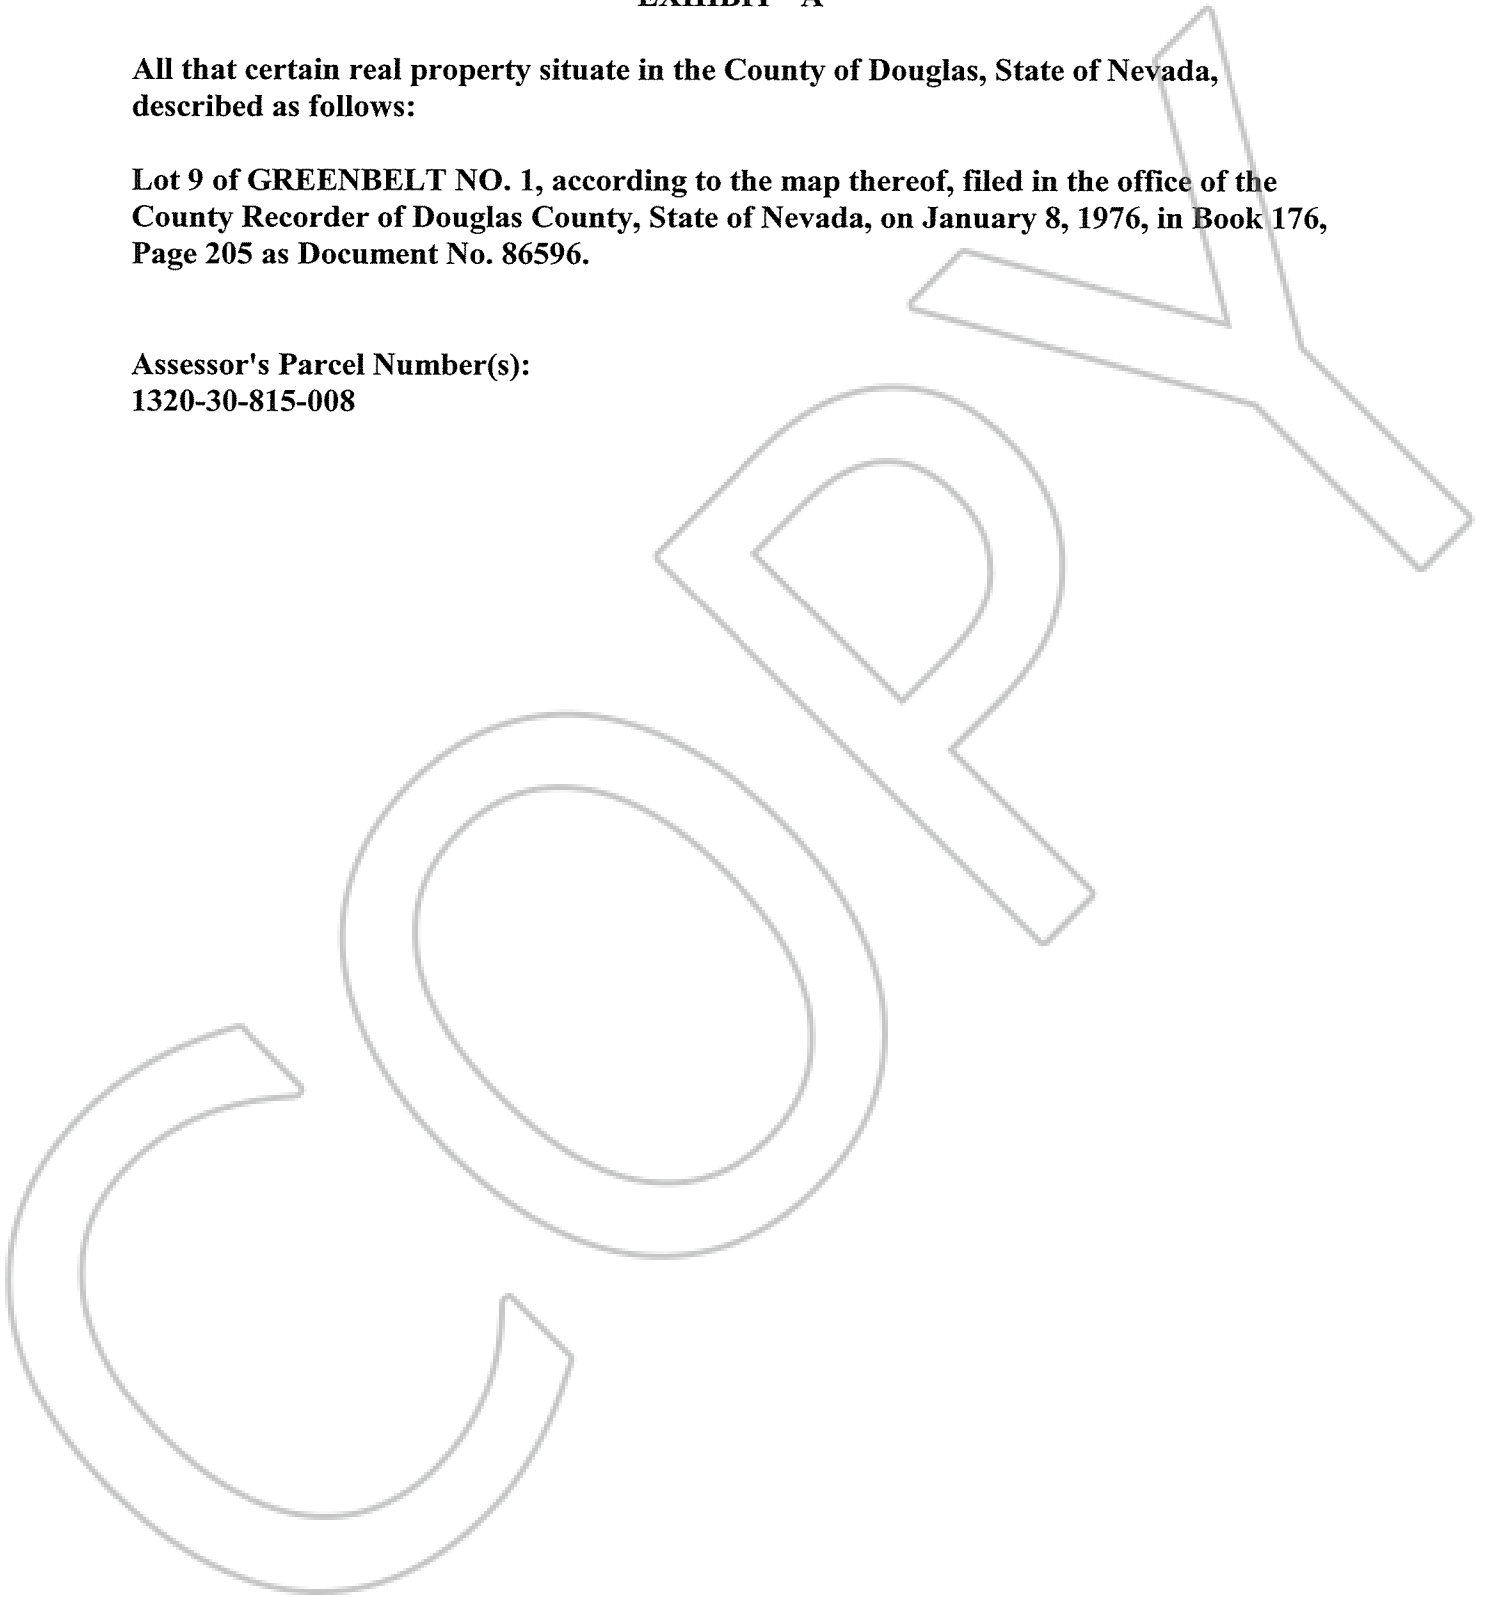 EXHIBIT "A"
All that certain real property situate in the County of Douglas, State of Nevada,
described as follows:
Lot 9 of GREENBELT NO. 1, according to the map thereof, filed in the office of the
County Recorder of Douglas County, State of Nevada, on January 8, 1976, in Book 176,
Page 205 as Document No. 86596.
Assessor's Parcel Number(s):
1320-30-815-008
COPY